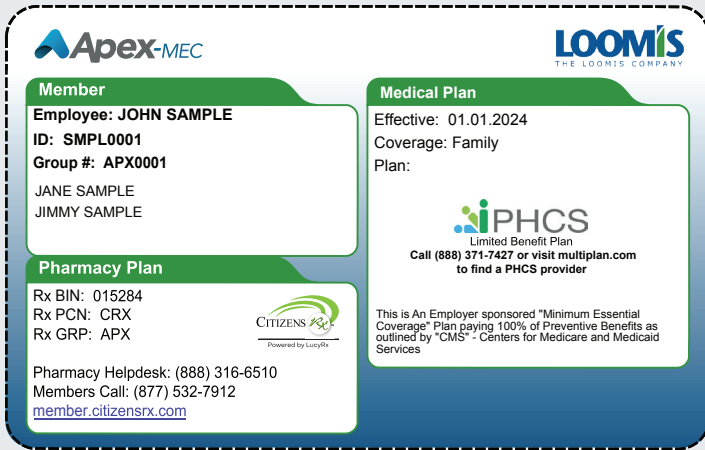 Apex-MEC
LOOMIS
THE LOOMIS COMPANY
Member
Employee: JOHN SAMPLE
ID: SMPL0001
Group #: APX0001
JANE SAMPLE
JIMMY SAMPLE
Medical Plan
Effective: 01.01.2024
Coverage: Family
Plan:
PHCS
Limited Benefit Plan
Call (888) 371-7427 or visit multiplan.com
to find a PHCS provider
This is An Employer sponsored "Minimum Essential
Coverage" Plan paying 100% of Preventive Benefits as
outlined by "CMS" - Centers for Medicare and Medicaid
Services
Pharmacy Plan
Rx BIN: 015284
Rx PCN: CRX
Rx GRP: APX
CITIZENS Rx
Powered by LucyRx
Pharmacy Helpdesk: (888) 316-6510
Members Call: (877) 532-7912
member.citizensrx.com